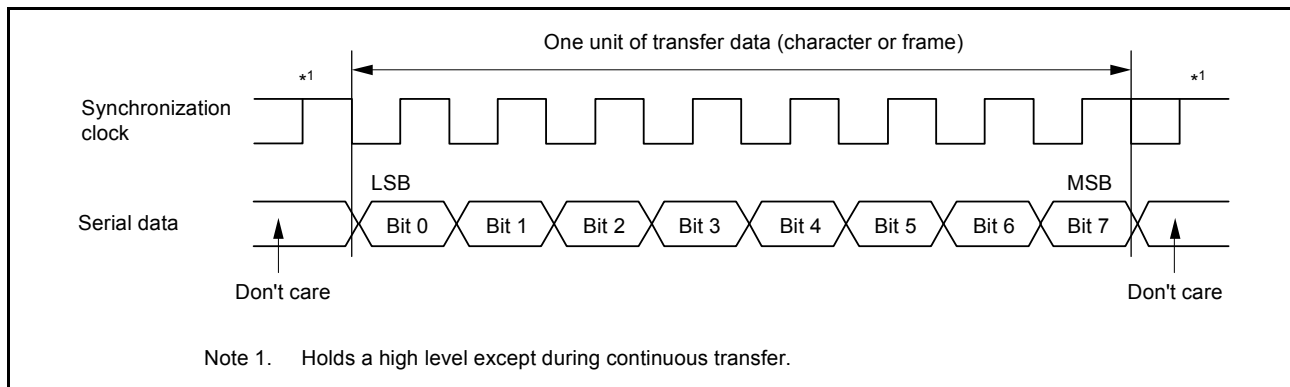 One unit of transfer data (character or frame)
*1
*1
Synchronization
clock
LSB
MSB
Serial data
Bit 0
Bit 1
Bit 2
Bit 3
Bit 4
Bit 5
Bit 6
Bit 7
Don't care
Don't care
Note 1. Holds a high level except during continuous transfer.